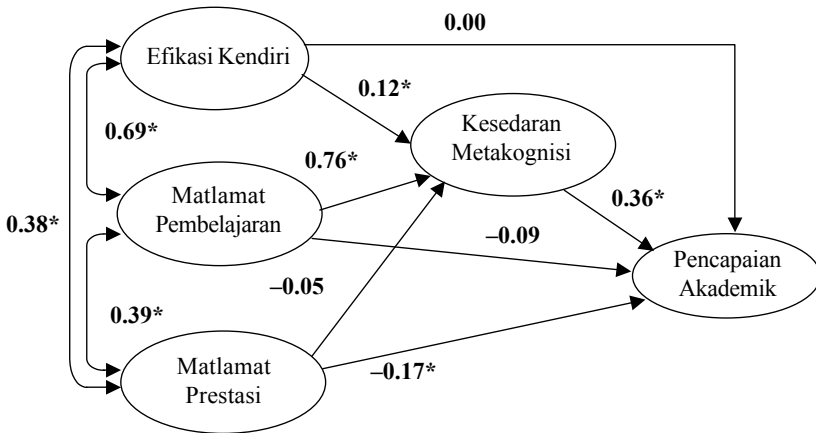 0.00
Efikasi Kendiri
0.12*
Kesedaran
Metakognisi
0.69*
0.76*
Matlamat
Pembelajaran
0.36*
0.38*
–0.09
Pencapaian
Akademik
–0.05
0.39*
Matlamat
Prestasi
–0.17*